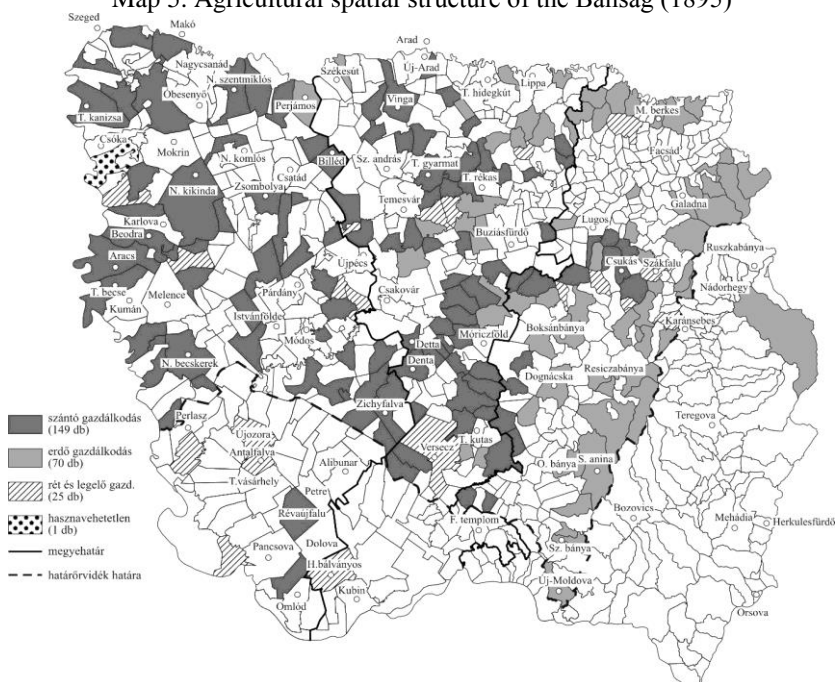 Map 5. Agricultural spatial structure of the Bánság (1895)
Szeged
Makó
Arad
Nagycsanád
Új-Arad
Székesút
Lippa
N. szentmiklós
T. hidegkút
Óbesenyő
Perjámos
Vinga
M. berkes
T. kanizsa
Csóka
Mokrin
N. komlós
Billéd
Sz. andrás
T. gyarmat
Facsád
Csatád
T. rékas
N. kikinda
Zsombolya
Temesvár
Galadna
Karlova
Lugos
Beodra
Buziásfürdő
Ruszkabánya
Aracs
Újpécs
Csukás
Szákfalu
T. becse
Melence
Párdány
Csakovár
Nádorhegy
Kumán
Istvánfölde
Móriczföld
Boksánbánya
Karánsebes
Módos
Detta
N. becskerek
Denta
Dognácska
Resiczabánya
Zichyfalva
Perlasz
Teregova
szántó gazdálkodás
(149 db)
Újozora
Versecz
T. kutas
Antalfalva
erdő gazdálkodás
(70 db)
T.vásárhely
Alibunar
O. bánya
S. anina
rét és legelő gazd.
(25 db)
Petre
Révaújfalu
Bozovics
Mehádia
Herkulesfürdő
hasznavehetetlen
(1 db)
F. templom
Pancsova
Dolova
Sz. bánya
megyehatár
H.bálványos
határőrvidék határa
Omlód
Kubin
Új-Moldova
Orsova